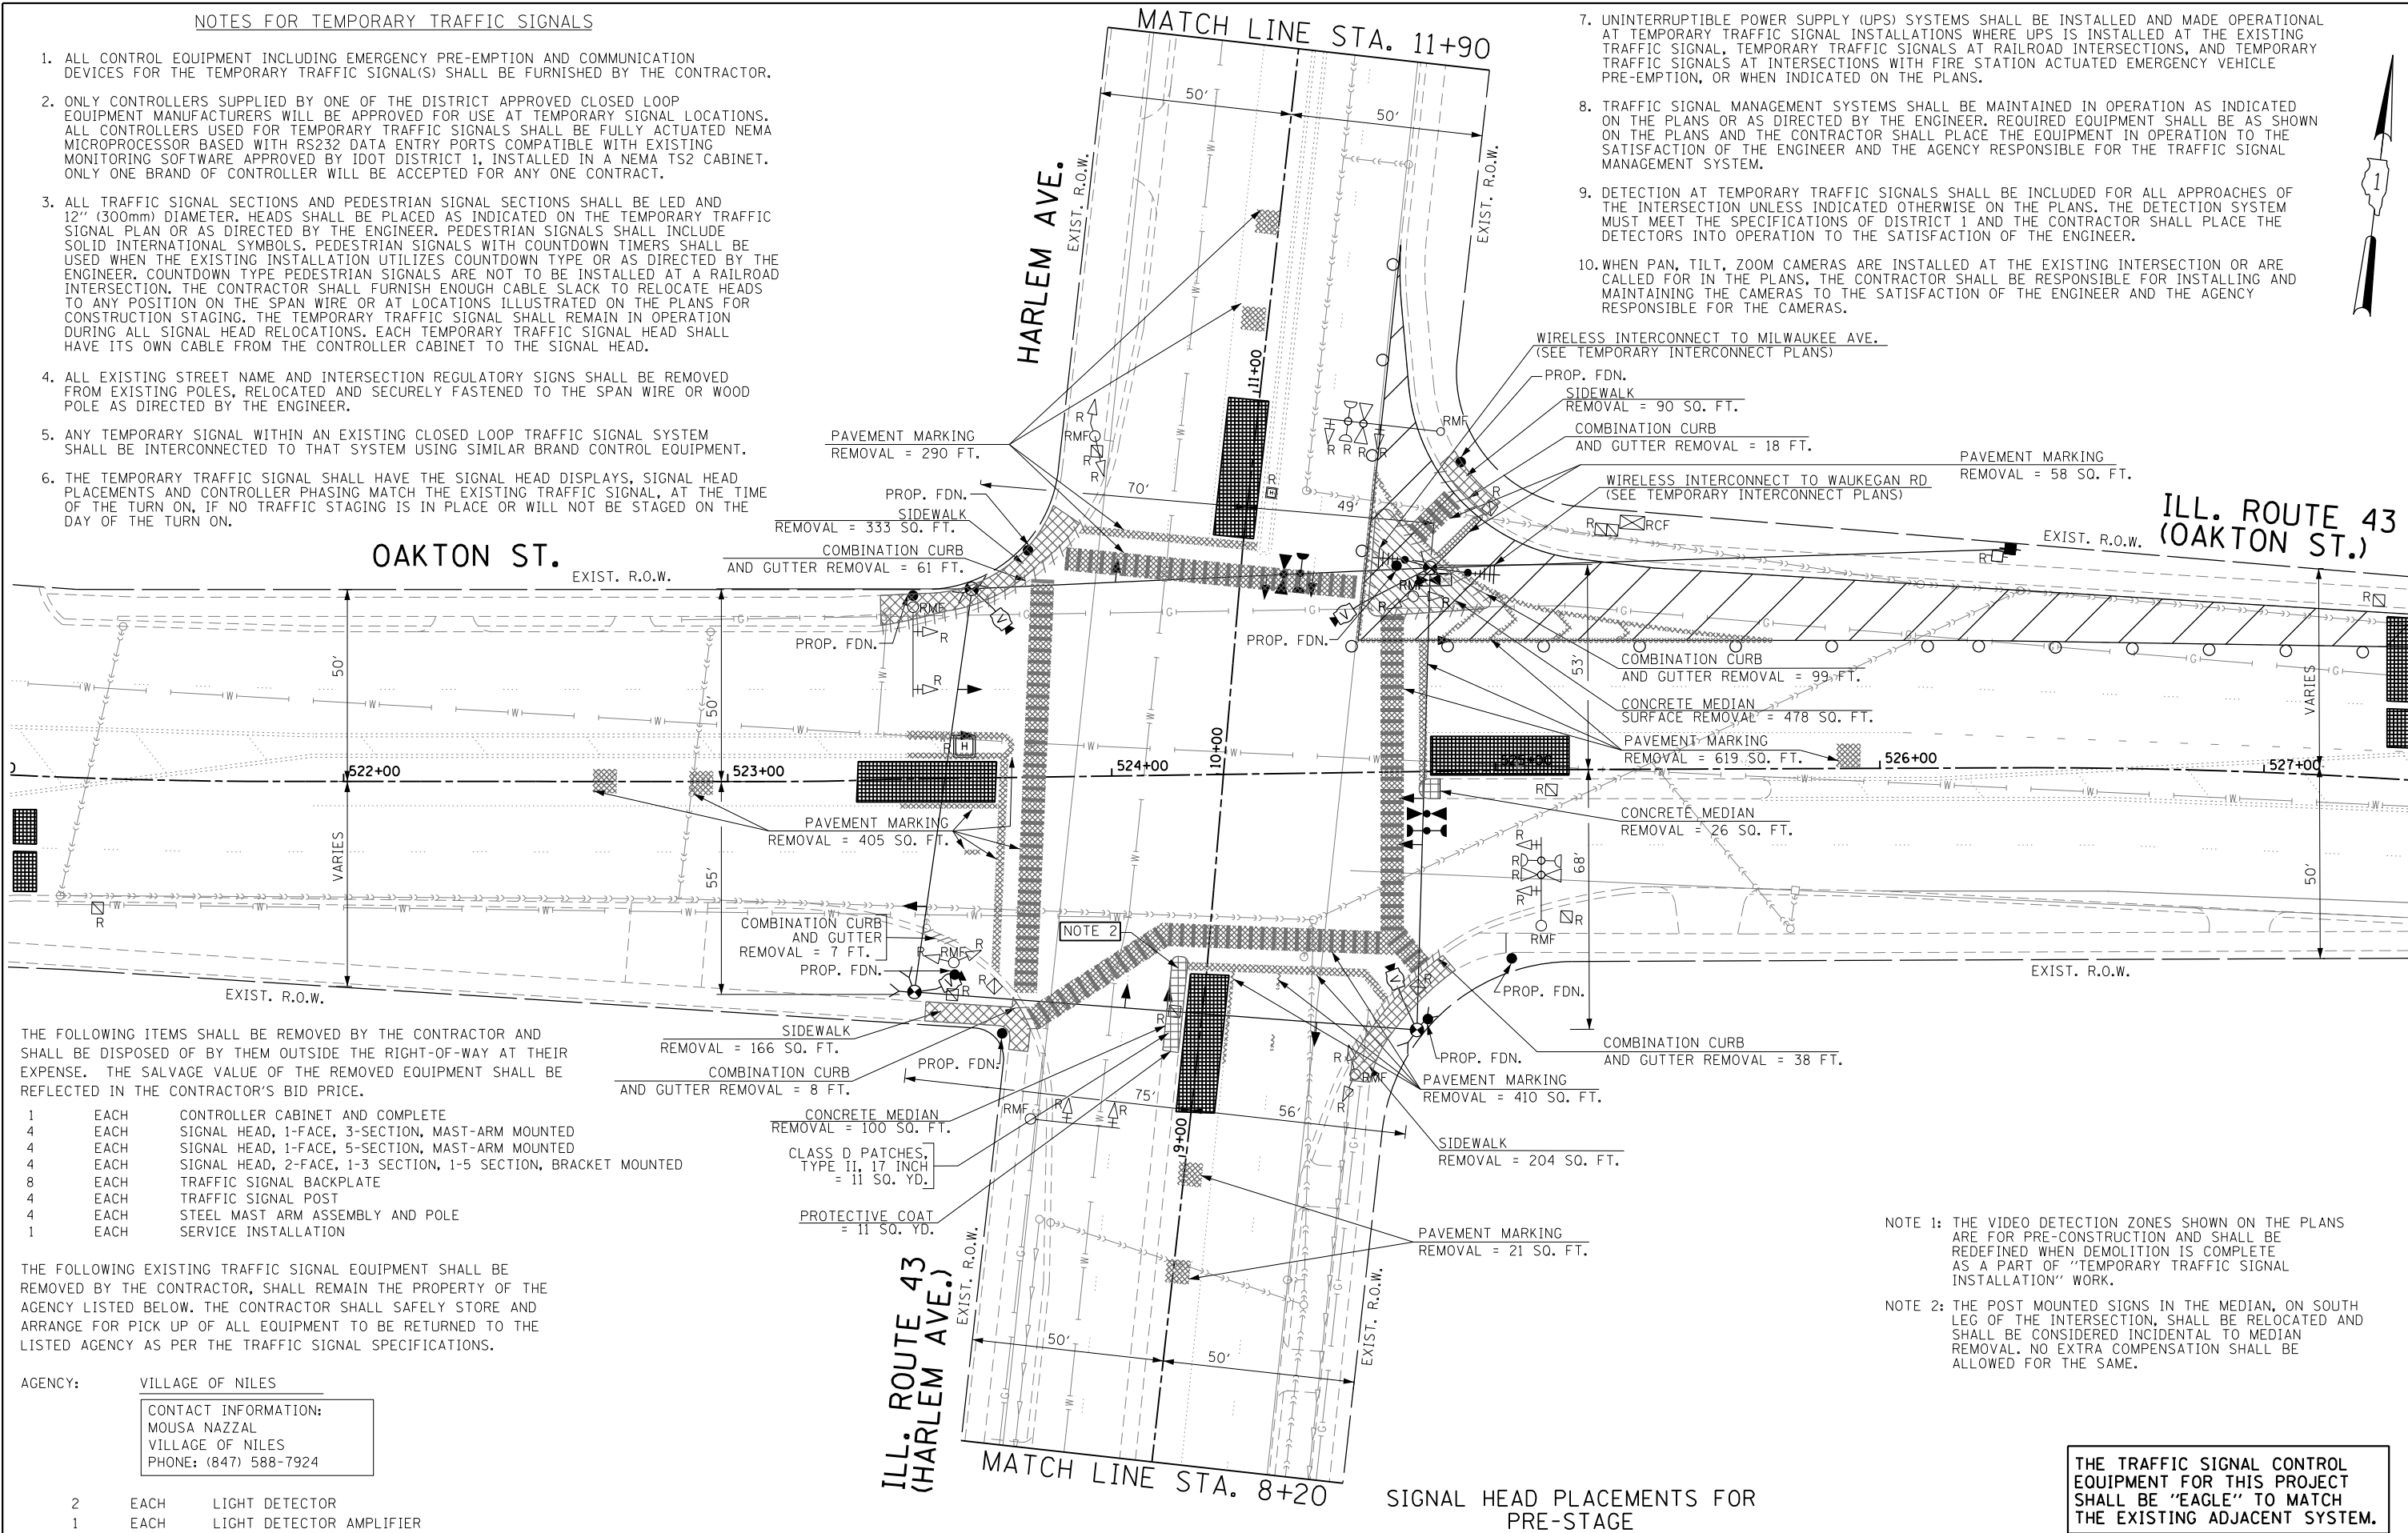 NOTES FOR TEMPORARY TRAFFIC SIGNALS
1. ALL CONTROL EQUIPMENT INCLUDING EMERGENCY PRE-EMPTION AND COMMUNICATION
DEVICES FOR THE TEMPORARY TRAFFIC SIGNAL(S) SHALL BE FURNISHED BY THE CONTRACTOR.
2. ONLY CONTROLLERS SUPPLIED BY ONE OF THE DISTRICT APPROVED CLOSED LOOP
EQUIPMENT MANUFACTURERS WILL BE APPROVED FOR USE AT TEMPORARY SIGNAL LOCATIONS.
ALL CONTROLLERS USED FOR TEMPORARY TRAFFIC SIGNALS SHALL BE FULLY ACTUATED NEMA
MICROPROCESSOR BASED WITH RS232 DATA ENTRY PORTS COMPATIBLE WITH EXISTING
MONITORING SOFTWARE APPROVED BY IDOT DISTRICT 1, INSTALLED IN A NEMA TS2 CABINET.
ONLY ONE BRAND OF CONTROLLER WILL BE ACCEPTED FOR ANY ONE CONTRACT.
3. ALL TRAFFIC SIGNAL SECTIONS AND PEDESTRIAN SIGNAL SECTIONS SHALL BE LED AND
12" (300mm) DIAMETER. HEADS SHALL BE PLACED AS INDICATED ON THE TEMPORARY TRAFFIC
SIGNAL PLAN OR AS DIRECTED BY THE ENGINEER. PEDESTRIAN SIGNALS SHALL INCLUDE
SOLID INTERNATIONAL SYMBOLS. PEDESTRIAN SIGNALS WITH COUNTDOWN TIMERS SHALL BE
USED WHEN THE EXISTING INSTALLATION UTILIZES COUNTDOWN TYPE OR AS DIRECTED BY THE
ENGINEER. COUNTDOWN TYPE PEDESTRIAN SIGNALS ARE NOT TO BE INSTALLED AT A RAILROAD
INTERSECTION. THE CONTRACTOR SHALL FURNISH ENOUGH CABLE SLACK TO RELOCATE HEADS
TO ANY POSITION ON THE SPAN WIRE OR AT LOCATIONS ILLUSTRATED ON THE PLANS FOR
CONSTRUCTION STAGING. THE TEMPORARY TRAFFIC SIGNAL SHALL REMAIN IN OPERATION
DURING ALL SIGNAL HEAD RELOCATIONS. EACH TEMPORARY TRAFFIC SIGNAL HEAD SHALL
HAVE ITS OWN CABLE FROM THE CONTROLLER CABINET TO THE SIGNAL HEAD.
4. ALL EXISTING STREET NAME AND INTERSECTION REGULATORY SIGNS SHALL BE REMOVED
FROM EXISTING POLES, RELOCATED AND SECURELY FASTENED TO THE SPAN WIRE OR WOOD
POLE AS DIRECTED BY THE ENGINEER.
5. ANY TEMPORARY SIGNAL WITHIN AN EXISTING CLOSED LOOP TRAFFIC SIGNAL SYSTEM
SHALL BE INTERCONNECTED TO THAT SYSTEM USING SIMILAR BRAND CONTROL EQUIPMENT.
6. THE TEMPORARY TRAFFIC SIGNAL SHALL HAVE THE SIGNAL HEAD DISPLAYS, SIGNAL HEAD
PLACEMENTS AND CONTROLLER PHASING MATCH THE EXISTING TRAFFIC SIGNAL, AT THE TIME
OF THE TURN ON, IF NO TRAFFIC STAGING IS IN PLACE OR WILL NOT BE STAGED ON THE
DAY OF THE TURN ON.
7. UNINTERRUPTIBLE POWER SUPPLY (UPS) SYSTEMS SHALL BE INSTALLED AND MADE OPERATIONAL
AT TEMPORARY TRAFFIC SIGNAL INSTALLATIONS WHERE UPS IS INSTALLED AT THE EXISTING
TRAFFIC SIGNAL, TEMPORARY TRAFFIC SIGNALS AT RAILROAD INTERSECTIONS, AND TEMPORARY
TRAFFIC SIGNALS AT INTERSECTIONS WITH FIRE STATION ACTUATED EMERGENCY VEHICLE
PRE-EMPTION, OR WHEN INDICATED ON THE PLANS.
8. TRAFFIC SIGNAL MANAGEMENT SYSTEMS SHALL BE MAINTAINED IN OPERATION AS INDICATED
ON THE PLANS OR AS DIRECTED BY THE ENGINEER. REQUIRED EQUIPMENT SHALL BE AS SHOWN
ON THE PLANS AND THE CONTRACTOR SHALL PLACE THE EQUIPMENT IN OPERATION TO THE
SATISFACTION OF THE ENGINEER AND THE AGENCY RESPONSIBLE FOR THE TRAFFIC SIGNAL
MANAGEMENT SYSTEM.
9. DETECTION AT TEMPORARY TRAFFIC SIGNALS SHALL BE INCLUDED FOR ALL APPROACHES OF
THE INTERSECTION UNLESS INDICATED OTHERWISE ON THE PLANS. THE DETECTION SYSTEM
MUST MEET THE SPECIFICATIONS OF DISTRICT 1 AND THE CONTRACTOR SHALL PLACE THE
DETECTORS INTO OPERATION TO THE SATISFACTION OF THE ENGINEER.
10. WHEN PAN, TILT, ZOOM CAMERAS ARE INSTALLED AT THE EXISTING INTERSECTION OR ARE
CALLED FOR IN THE PLANS, THE CONTRACTOR SHALL BE RESPONSIBLE FOR INSTALLING AND
MAINTAINING THE CAMERAS TO THE SATISFACTION OF THE ENGINEER AND THE AGENCY
RESPONSIBLE FOR THE CAMERAS.
1
MATCH LINE STA. 11+90
50'
50'
HARLEM AVE.
EXIST. R.O.W.
EXIST. R.O.W.
11+00
WIRELESS INTERCONNECT TO MILWAUKEE AVE.
(SEE TEMPORARY INTERCONNECT PLANS)
PROP. FDN.
SIDEWALK
REMOVAL = 90 SQ. FT.
COMBINATION CURB
AND GUTTER REMOVAL = 18 FT.
PAVEMENT MARKING
REMOVAL = 58 SQ. FT.
WIRELESS INTERCONNECT TO WAUKEGAN RD
(SEE TEMPORARY INTERCONNECT PLANS)
PAVEMENT MARKING
REMOVAL = 290 FT.
PROP. FDN.
SIDEWALK
REMOVAL = 333 SQ. FT.
COMBINATION CURB
AND GUTTER REMOVAL = 61 FT.
70'
49'
R
RMF
R
R
R R R R
RMF
R
H
R
R
RCF
R
R
ILL. ROUTE 43
(OAKTON ST.)
EXIST. R.O.W.
OAKTON ST.
EXIST. R.O.W.
RMF
R
R
PROP. FDN.
V
V
PROP. FDN.
RMF
R
R
50'
50'
53'
VARIES
COMBINATION CURB
AND GUTTER REMOVAL = 99 FT.
CONCRETE MEDIAN
SURFACE REMOVAL = 478 SQ. FT.
PAVEMENT MARKING
REMOVAL = 619 SQ. FT.
R
H
522+00
523+00
524+00
10+00
525+00
526+00
527+00
PAVEMENT MARKING
REMOVAL = 405 SQ. FT.
R
CONCRETE MEDIAN
REMOVAL = 26 SQ. FT.
VARIES
55'
68'
50'
R
R
R
R
R
RMF
R
COMBINATION CURB
AND GUTTER
REMOVAL = 7 FT.
PROP. FDN.
NOTE 2
R
RMF
R
V
R
R
V
R
PROP. FDN.
EXIST. R.O.W.
EXIST. R.O.W.
SIDEWALK
REMOVAL = 166 SQ. FT.
COMBINATION CURB
AND GUTTER REMOVAL = 8 FT.
PROP. FDN.
R
R
RMF
R
PROP. FDN.
COMBINATION CURB
AND GUTTER REMOVAL = 38 FT.
PAVEMENT MARKING
REMOVAL = 410 SQ. FT.
75'
56'
RMF
R
R
9+00
CONCRETE MEDIAN
REMOVAL = 100 SQ. FT.
CLASS D PATCHES,
TYPE II, 17 INCH
= 11 SQ. YD.
PROTECTIVE COAT
= 11 SQ. YD.
SIDEWALK
REMOVAL = 204 SQ. FT.
PAVEMENT MARKING
REMOVAL = 21 SQ. FT.
EXIST. R.O.W.
EXIST. R.O.W.
50'
50'
ILL. ROUTE 43
(HARLEM AVE.)
MATCH LINE STA. 8+20
THE FOLLOWING ITEMS SHALL BE REMOVED BY THE CONTRACTOR AND
SHALL BE DISPOSED OF BY THEM OUTSIDE THE RIGHT-OF-WAY AT THEIR
EXPENSE. THE SALVAGE VALUE OF THE REMOVED EQUIPMENT SHALL BE
REFLECTED IN THE CONTRACTOR'S BID PRICE.
1 EACH CONTROLLER CABINET AND COMPLETE
4 EACH SIGNAL HEAD, 1-FACE, 3-SECTION, MAST-ARM MOUNTED
4 EACH SIGNAL HEAD, 1-FACE, 5-SECTION, MAST-ARM MOUNTED
4 EACH SIGNAL HEAD, 2-FACE, 1-3 SECTION, 1-5 SECTION, BRACKET MOUNTED
8 EACH TRAFFIC SIGNAL BACKPLATE
4 EACH TRAFFIC SIGNAL POST
4 EACH STEEL MAST ARM ASSEMBLY AND POLE
1 EACH SERVICE INSTALLATION
THE FOLLOWING EXISTING TRAFFIC SIGNAL EQUIPMENT SHALL BE
REMOVED BY THE CONTRACTOR, SHALL REMAIN THE PROPERTY OF THE
AGENCY LISTED BELOW. THE CONTRACTOR SHALL SAFELY STORE AND
ARRANGE FOR PICK UP OF ALL EQUIPMENT TO BE RETURNED TO THE
LISTED AGENCY AS PER THE TRAFFIC SIGNAL SPECIFICATIONS.
AGENCY: VILLAGE OF NILES
CONTACT INFORMATION:
MOUSA NAZZAL
VILLAGE OF NILES
PHONE: (847) 588-7924
2 EACH LIGHT DETECTOR
1 EACH LIGHT DETECTOR AMPLIFIER
NOTE 1: THE VIDEO DETECTION ZONES SHOWN ON THE PLANS
ARE FOR PRE-CONSTRUCTION AND SHALL BE
REDEFINED WHEN DEMOLITION IS COMPLETE
AS A PART OF "TEMPORARY TRAFFIC SIGNAL
INSTALLATION" WORK.
NOTE 2: THE POST MOUNTED SIGNS IN THE MEDIAN, ON SOUTH
LEG OF THE INTERSECTION, SHALL BE RELOCATED AND
SHALL BE CONSIDERED INCIDENTAL TO MEDIAN
REMOVAL. NO EXTRA COMPENSATION SHALL BE
ALLOWED FOR THE SAME.
SIGNAL HEAD PLACEMENTS FOR
PRE-STAGE
THE TRAFFIC SIGNAL CONTROL
EQUIPMENT FOR THIS PROJECT
SHALL BE "EAGLE" TO MATCH
THE EXISTING ADJACENT SYSTEM.